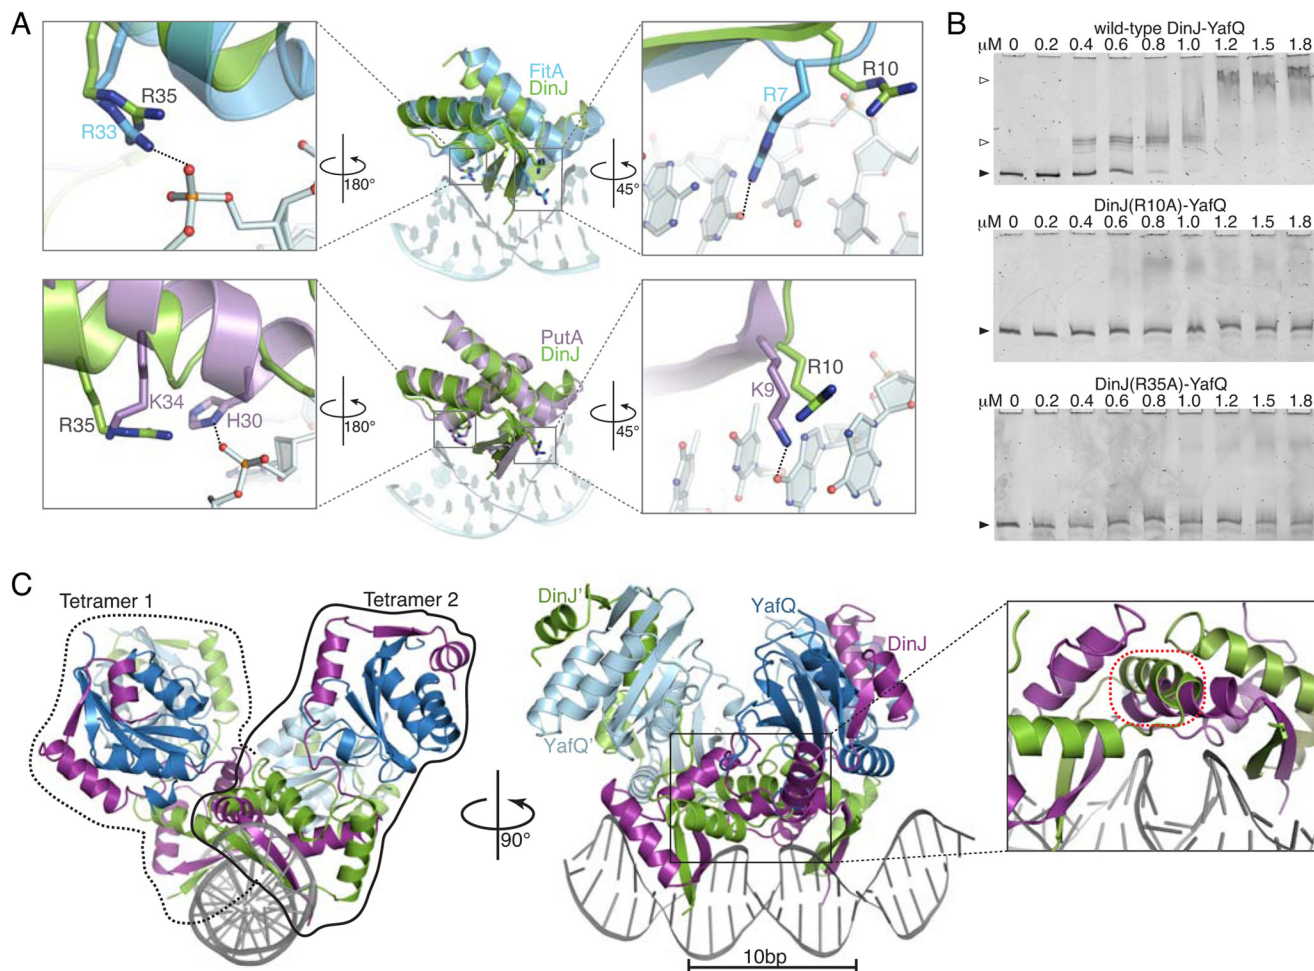 A
R35
R33
180°
FitA
DinJ
45°
R10
R7
R35
K34
H30
180°
PutA
DinJ
45°
R10
K9
B
wild-type DinJ-YafQ
µM 0 0.2 0.4 0.6 0.8 1.0 1.2 1.5 1.8
DinJ(R10A)-YafQ
µM 0 0.2 0.4 0.6 0.8 1.0 1.2 1.5 1.8
DinJ(R35A)-YafQ
µM 0 0.2 0.4 0.6 0.8 1.0 1.2 1.5 1.8
C
Tetramer 1
Tetramer 2
90°
DinJ'
YafQ
DinJ
YafQ'
10bp